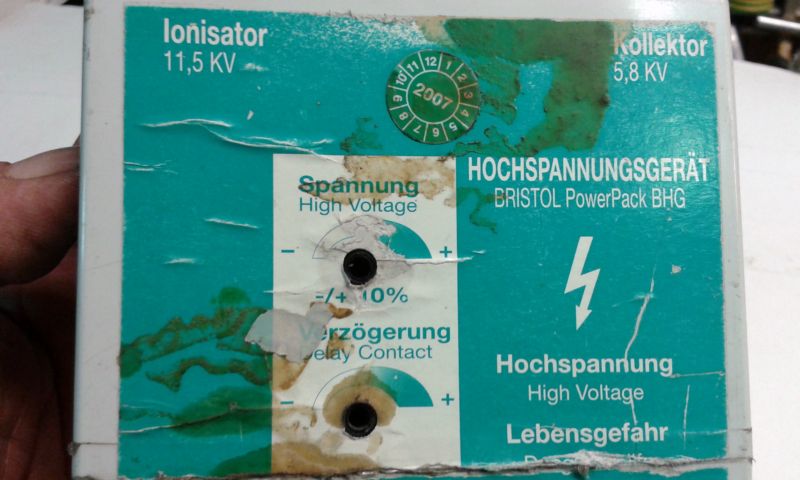 Ionisator
11,5 KV
Kollektor
5,8 KV
1 2 3 4 5 6 7 8 9 10 11 12
2007
HOCHSPANNUNGSGERÄT
BRISTOL PowerPack BHG
Spannung
High Voltage
− +
-/+ 10%
Verzögerung
Delay Contact
− +
Hochspannung
High Voltage
Lebensgefahr